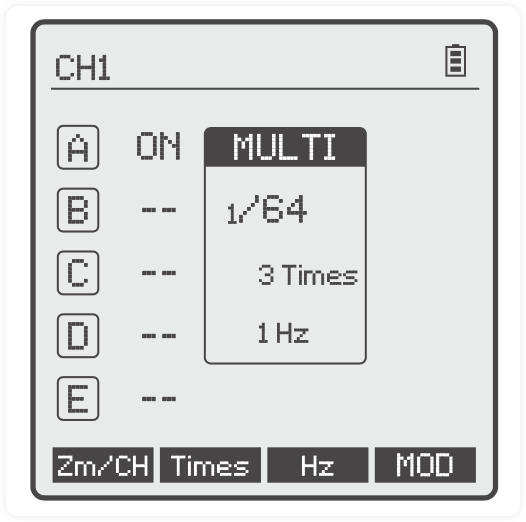 CH1
A ON MULTI
B -- 1/64
C -- 3 Times
D -- 1 Hz
E --
Zm/CH Times Hz MOD